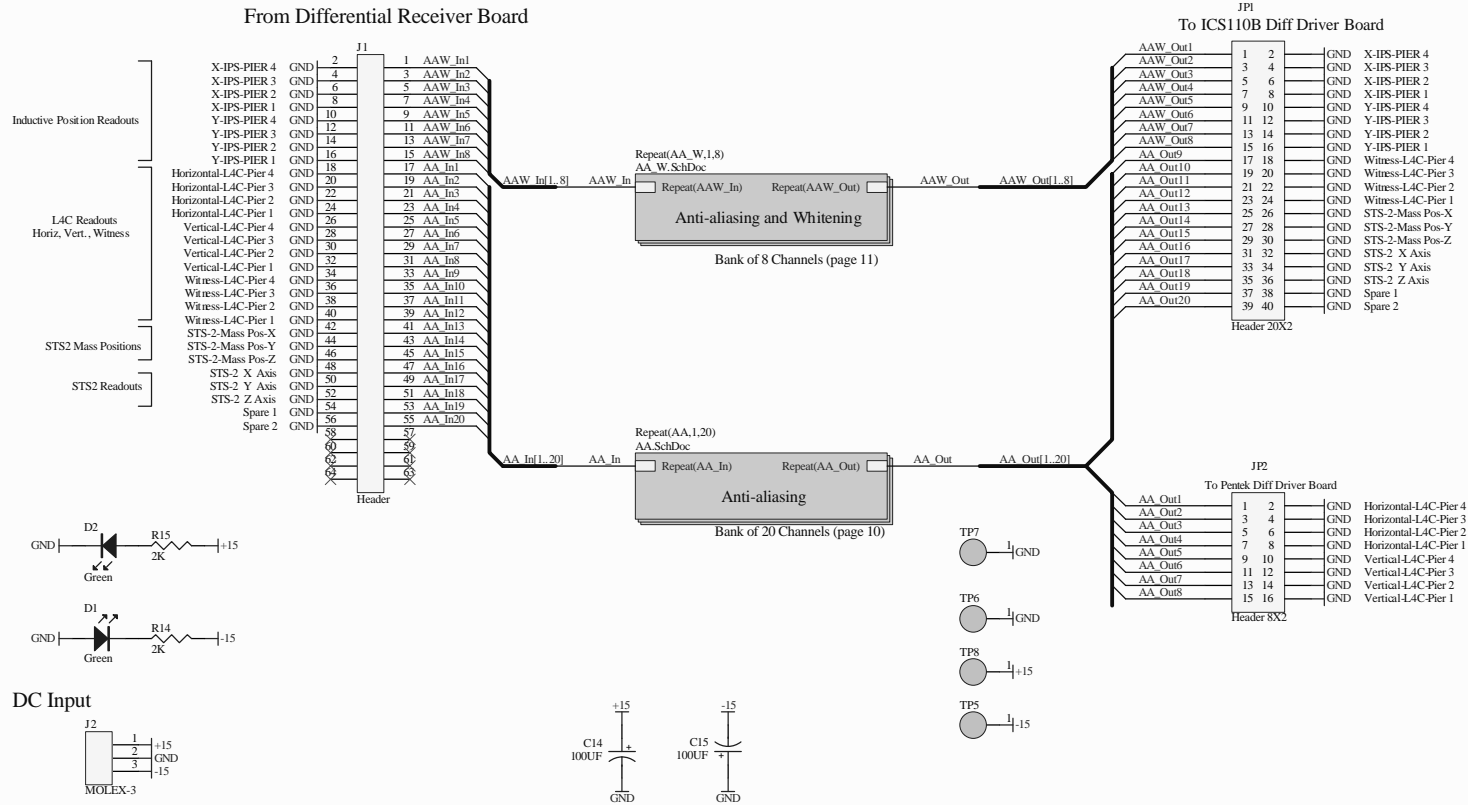 From Differential Receiver Board
J1
X-IPS-PIER 4 GND 2 1 AAW_In1
X-IPS-PIER 3 GND 4 3 AAW_In2
X-IPS-PIER 2 GND 6 5 AAW_In3
X-IPS-PIER 1 GND 8 7 AAW_In4
Y-IPS-PIER 4 GND 10 9 AAW_In5
Y-IPS-PIER 3 GND 12 11 AAW_In6
Y-IPS-PIER 2 GND 14 13 AAW_In7
Y-IPS-PIER 1 GND 16 15 AAW_In8
Horizontal-L4C-Pier 4 GND 18 17 AA_In1
Horizontal-L4C-Pier 3 GND 20 19 AA_In2
Horizontal-L4C-Pier 2 GND 22 21 AA_In3
Horizontal-L4C-Pier 1 GND 24 23 AA_In4
Vertical-L4C-Pier 4 GND 26 25 AA_In5
Vertical-L4C-Pier 3 GND 28 27 AA_In6
Vertical-L4C-Pier 2 GND 30 29 AA_In7
Vertical-L4C-Pier 1 GND 32 31 AA_In8
Witness-L4C-Pier 4 GND 34 33 AA_In9
Witness-L4C-Pier 3 GND 36 35 AA_In10
Witness-L4C-Pier 2 GND 38 37 AA_In11
Witness-L4C-Pier 1 GND 40 39 AA_In12
STS-2-Mass Pos-X GND 42 41 AA_In13
STS-2-Mass Pos-Y GND 44 43 AA_In14
STS-2-Mass Pos-Z GND 46 45 AA_In15
STS-2 X Axis GND 48 47 AA_In16
STS-2 Y Axis GND 50 49 AA_In17
STS-2 Z Axis GND 52 51 AA_In18
Spare 1 GND 54 53 AA_In19
Spare 2 GND 56 55 AA_In20
58 57
60 59
62 61
64 63
Header
Inductive Position Readouts
L4C Readouts
Horiz, Vert., Witness
STS2 Mass Positions
STS2 Readouts
AAW_In[1..8] AAW_In
Repeat(AA_W,1,8)
AA_W.SchDoc
Repeat(AAW_In) Repeat(AAW_Out)
Anti-aliasing and Whitening
Bank of 8 Channels (page 11)
AAW_Out AAW_Out[1..8]
AA_In[1..20] AA_In
Repeat(AA,1,20)
AA.SchDoc
Repeat(AA_In) Repeat(AA_Out)
Anti-aliasing
Bank of 20 Channels (page 10)
AA_Out AA_Out[1..20]
JP1
To ICS110B Diff Driver Board
AAW_Out1 1 2 GND X-IPS-PIER 4
AAW_Out2 3 4 GND X-IPS-PIER 3
AAW_Out3 5 6 GND X-IPS-PIER 2
AAW_Out4 7 8 GND X-IPS-PIER 1
AAW_Out5 9 10 GND Y-IPS-PIER 4
AAW_Out6 11 12 GND Y-IPS-PIER 3
AAW_Out7 13 14 GND Y-IPS-PIER 2
AAW_Out8 15 16 GND Y-IPS-PIER 1
AA_Out9 17 18 GND Witness-L4C-Pier 4
AA_Out10 19 20 GND Witness-L4C-Pier 3
AA_Out11 21 22 GND Witness-L4C-Pier 2
AA_Out12 23 24 GND Witness-L4C-Pier 1
AA_Out13 25 26 GND STS-2-Mass Pos-X
AA_Out14 27 28 GND STS-2-Mass Pos-Y
AA_Out15 29 30 GND STS-2-Mass Pos-Z
AA_Out16 31 32 GND STS-2 X Axis
AA_Out17 33 34 GND STS-2 Y Axis
AA_Out18 35 36 GND STS-2 Z Axis
AA_Out19 37 38 GND Spare 1
AA_Out20 39 40 GND Spare 2
Header 20X2
JP2
To Pentek Diff Driver Board
AA_Out1 1 2 GND Horizontal-L4C-Pier 4
AA_Out2 3 4 GND Horizontal-L4C-Pier 3
AA_Out3 5 6 GND Horizontal-L4C-Pier 2
AA_Out4 7 8 GND Horizontal-L4C-Pier 1
AA_Out5 9 10 GND Vertical-L4C-Pier 4
AA_Out6 11 12 GND Vertical-L4C-Pier 3
AA_Out7 13 14 GND Vertical-L4C-Pier 2
AA_Out8 15 16 GND Vertical-L4C-Pier 1
Header 8X2
D2 R15
GND +15
Green 2K
D1 R14
GND -15
Green 2K
TP7
1 GND
TP6
1 GND
TP8
1 +15
TP5
1 -15
DC Input
J2
1 +15
2 GND
3 -15
MOLEX-3
+15
C14
100UF
+
GND
-15
C15
100UF
+
GND